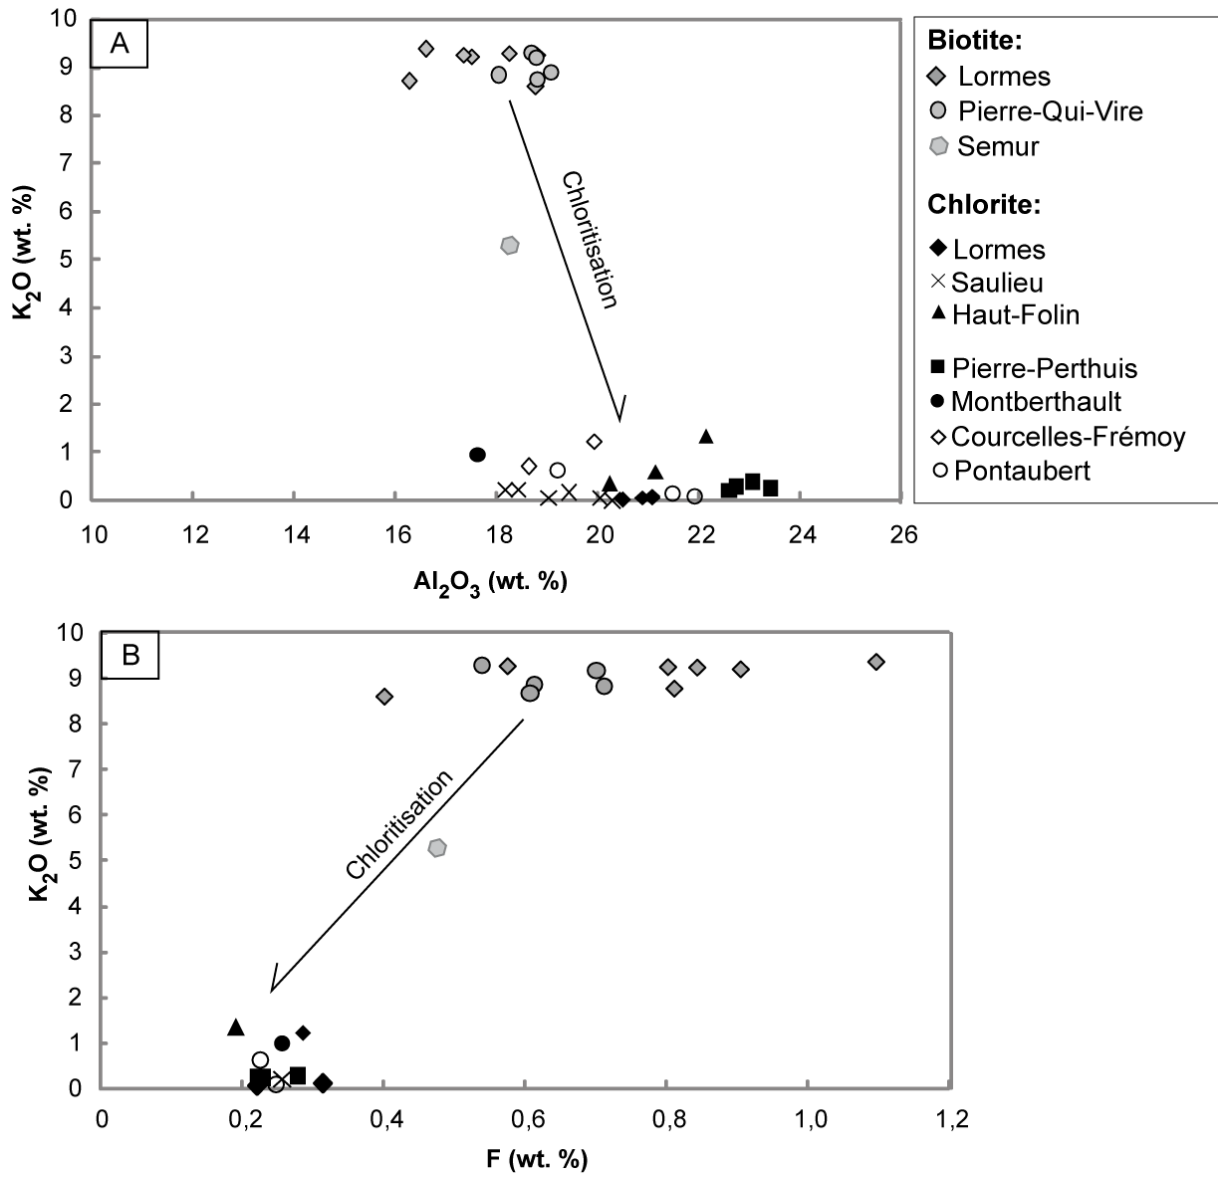 A
10
9
8
7
6
5
4
3
2
1
0
K2O (wt. %)
Chloritisation
10 12 14 16 18 20 22 24 26
Al2O3 (wt. %)
Biotite:
Lormes
Pierre-Qui-Vire
Semur
Chlorite:
Lormes
Saulieu
Haut-Folin
Pierre-Perthuis
Montberthault
Courcelles-Frémoy
Pontaubert
B
10
9
8
7
6
5
4
3
2
1
0
K2O (wt. %)
Chloritisation
0 0,2 0,4 0,6 0,8 1,0 1,2
F (wt. %)